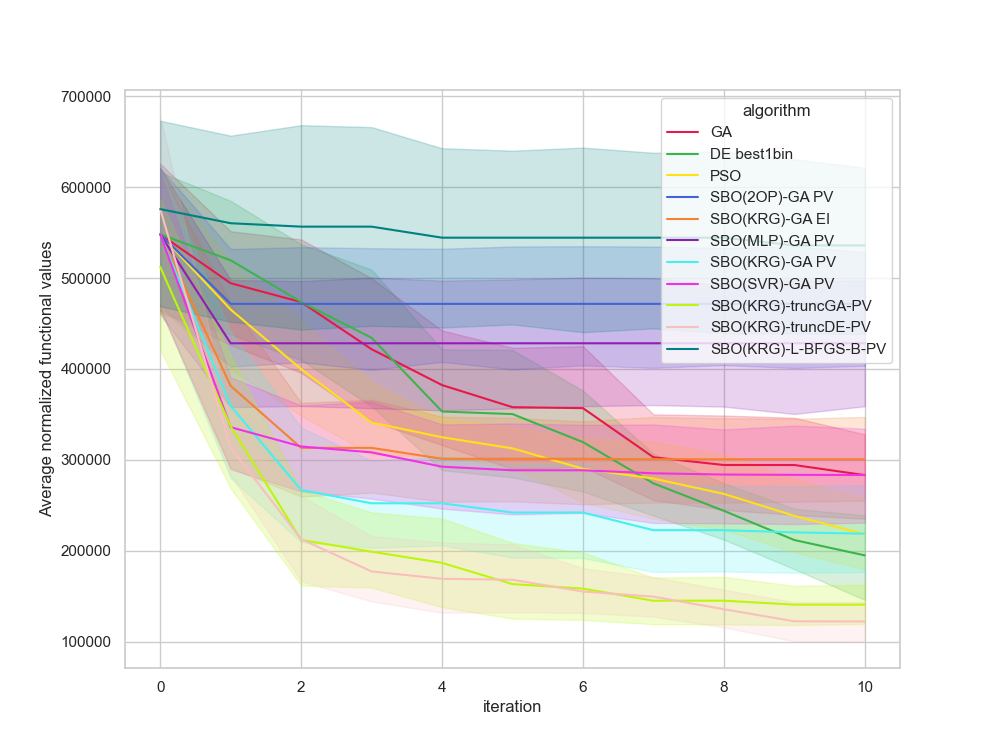 700000
600000
500000
400000
300000
200000
100000
Average normalized functional values
0
2
4
6
8
10
iteration
algorithm
GA
DE best1bin
PSO
SBO(2OP)-GA PV
SBO(KRG)-GA EI
SBO(MLP)-GA PV
SBO(KRG)-GA PV
SBO(SVR)-GA PV
SBO(KRG)-truncGA-PV
SBO(KRG)-truncDE-PV
SBO(KRG)-L-BFGS-B-PV